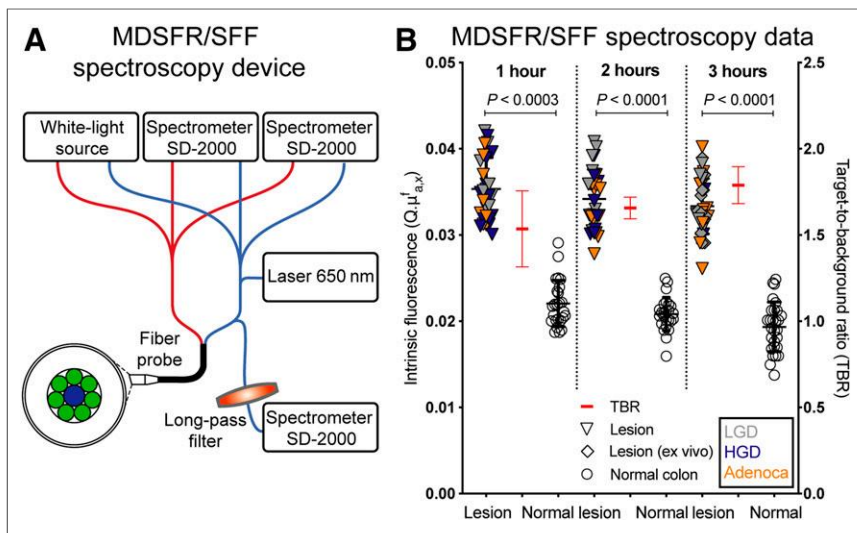 A
MDSFR/SFF
spectroscopy device
White-light
source
Spectrometer
SD-2000
Spectrometer
SD-2000
Laser 650 nm
Fiber
probe
Long-pass
filter
Spectrometer
SD-2000
B
MDSFR/SFF spectroscopy data
1 hour
2 hours
3 hours
P < 0.0003
P < 0.0001
P < 0.0001
Intrinsic fluorescence (Q.μᶠa,x)
0.05
0.04
0.03
0.02
0.01
0.00
Target-to-background ratio (TBR)
2.5
2.0
1.5
1.0
0.5
0.0
TBR
Lesion
Lesion (ex vivo)
Normal colon
LGD
HGD
Adenoca
Lesion Normal lesion Normal lesion Normal